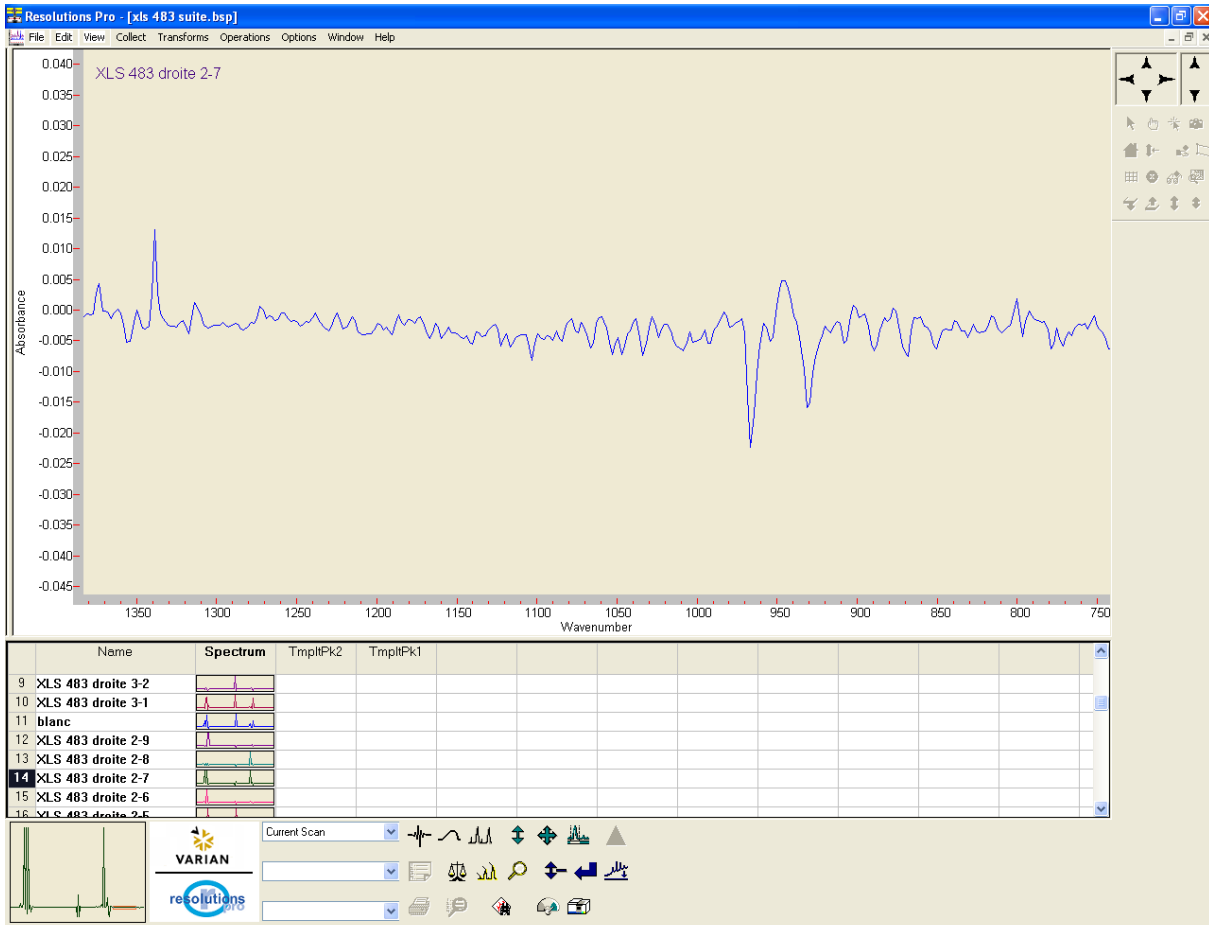 Resolutions Pro - [xls 483 suite.bsp]
File Edit View Collect Transforms Operations Options Window Help
XLS 483 droite 2-7
0.040
0.035
0.030
0.025
0.020
0.015
0.010
0.005
0.000
-0.005
-0.010
-0.015
-0.020
-0.025
-0.030
-0.035
-0.040
-0.045
Absorbance
1350 1300 1250 1200 1150 1100 1050 1000 950 900 850 800 750
Wavenumber
Name Spectrum TmpltPk2 TmpltPk1
9 XLS 483 droite 3-2
10 XLS 483 droite 3-1
11 blanc
12 XLS 483 droite 2-9
13 XLS 483 droite 2-8
14 XLS 483 droite 2-7
15 XLS 483 droite 2-6
16 XLS 483 droite 2-5
Current Scan
VARIAN
resolutions
pro